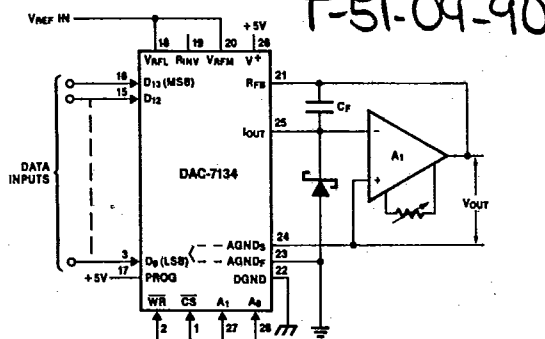 T-51-09-90
VREF IN
+5V
18 19 20 28
VRFL RINV VRFM V+
16 D13 (MSB)
15 D12
RFB 21
CF
IOUT 25
A1
DATA INPUTS
DAC-7134
VOUT
3 D0 (LSB)
+5V 17 PROG
AGNDS 24
AGNDF 23
DGND 22
WR CS A1 A0
2 1 27 28